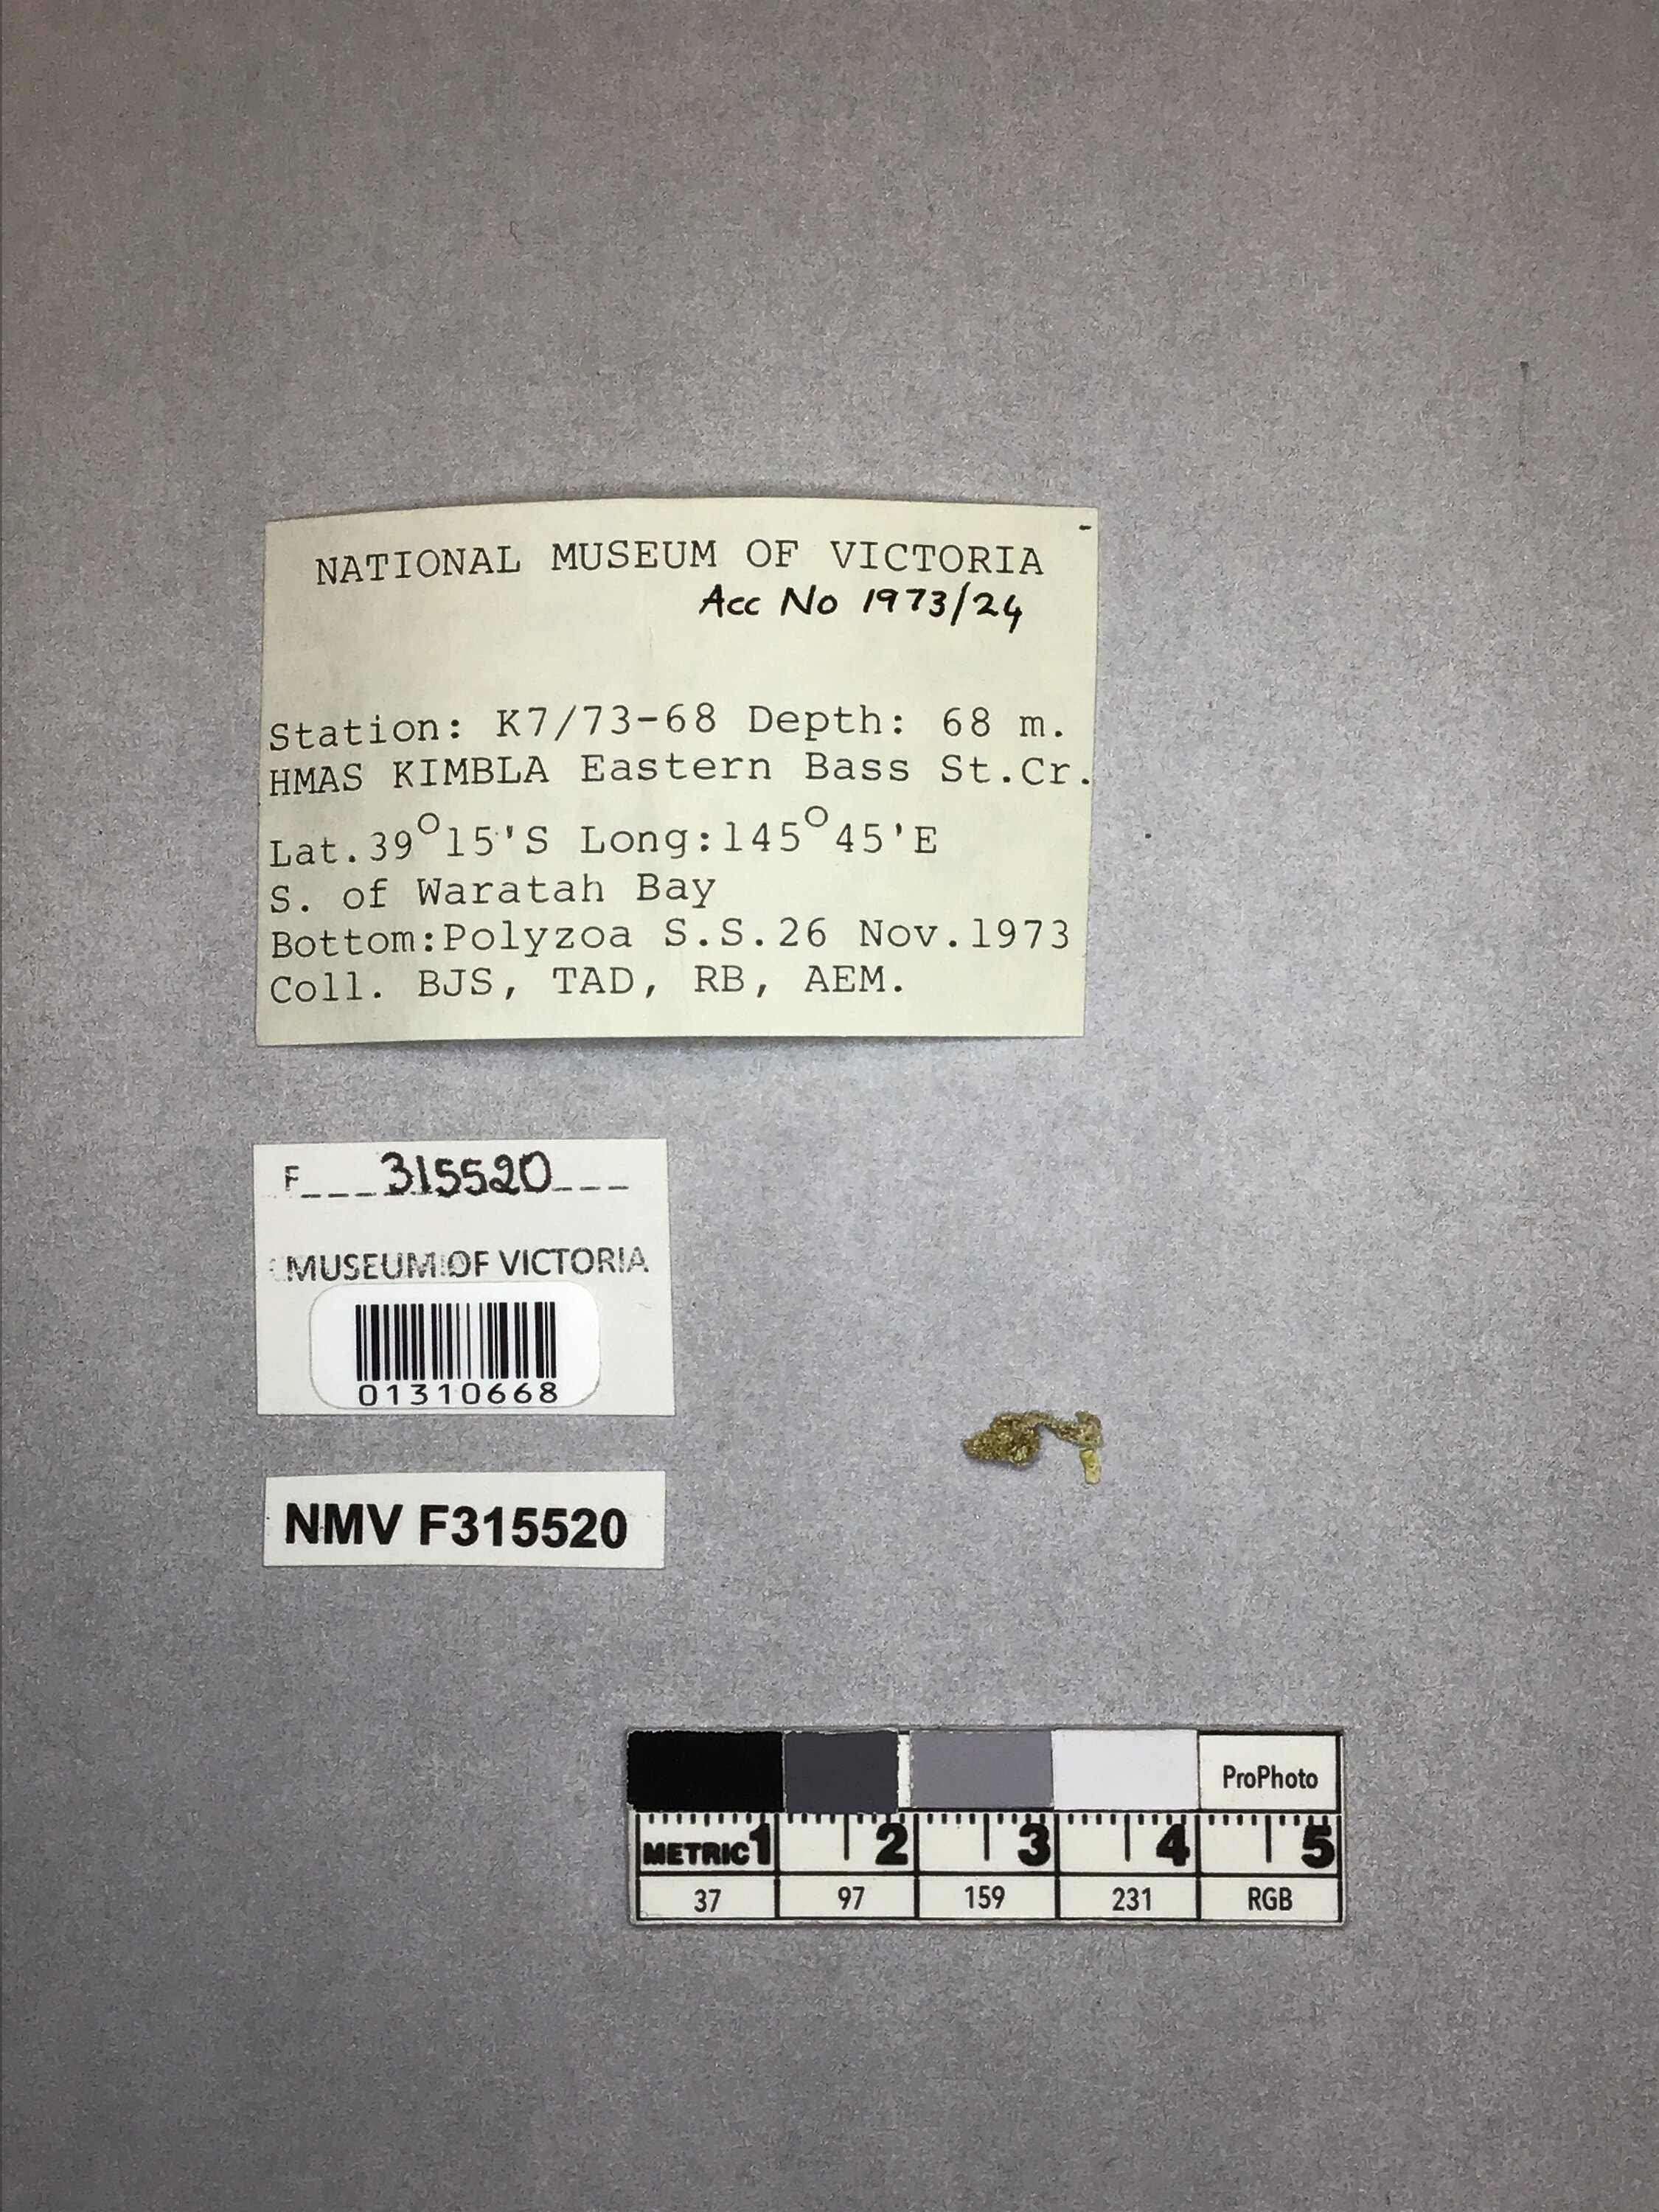 NATIONAL MUSEUM OF VICTORIA
Acc No 1973/24
Station: K7/73-68 Depth: 68 m.
HMAS KIMBLA Eastern Bass St.Cr.
Lat.39°15'S Long:145°45'E
S. of Waratah Bay
Bottom:Polyzoa S.S.26 Nov.1973
Coll. BJS, TAD, RB, AEM.
F___315520___
MUSEUM OF VICTORIA
01310668
NMV F315520
ProPhoto
METRIC 1 2 3 4 5
37 97 159 231 RGB